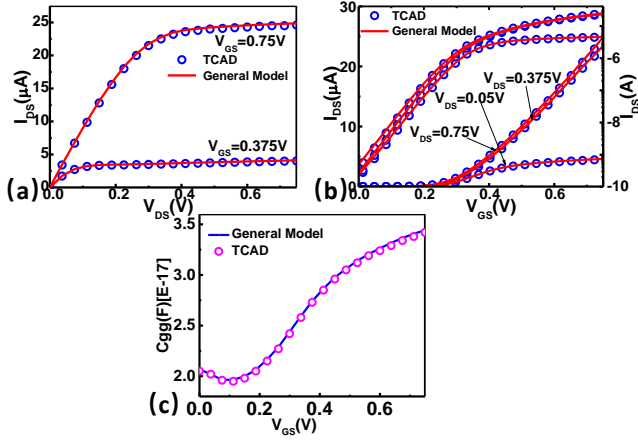 30
25
20
15
10
5
0
I_DS(μA)
V_GS=0.75V
TCAD
General Model
V_GS=0.375V
0.0 0.2 0.4 0.6
V_DS(V)
(a)
30
20
10
0
I_DS(μA)
TCAD
General Model
V_DS=0.375V
V_DS=0.05V
V_DS=0.75V
-6
-7
-8
-9
-10
I_DS(A)
0.0 0.2 0.4 0.6
V_GS(V)
(b)
3.5
3.0
2.5
2.0
Cgg(F)[E-17]
General Model
TCAD
0.0 0.2 0.4 0.6
V_GS(V)
(c)